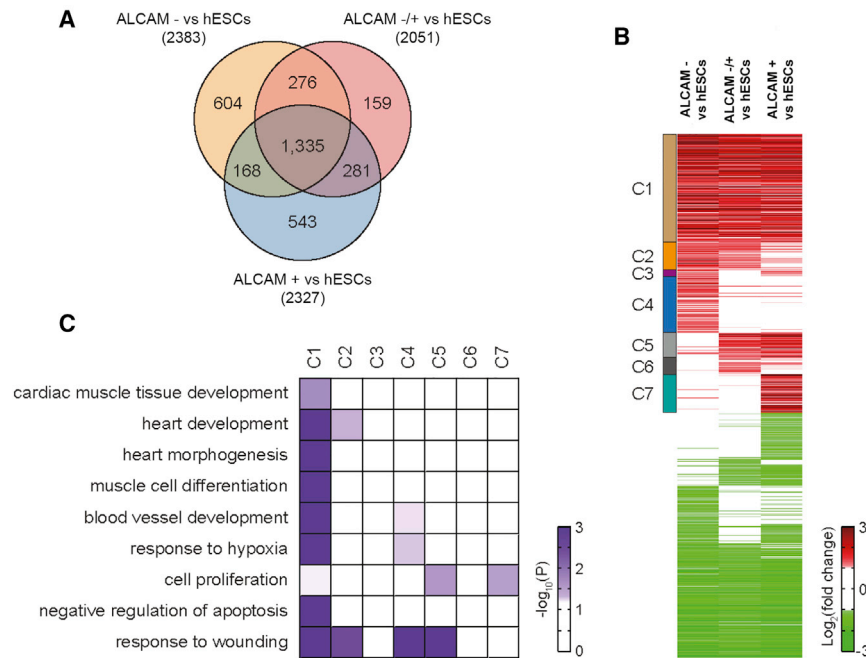 A
ALCAM - vs hESCs
(2383)
ALCAM -/+ vs hESCs
(2051)
604
276
159
1,335
168
281
543
ALCAM + vs hESCs
(2327)
B
ALCAM -
vs hESCs
ALCAM -/+
vs hESCs
ALCAM +
vs hESCs
C1
C2
C3
C4
C5
C6
C7
3
2
1
0
-3
Log2(fold change)
C
C1
C2
C3
C4
C5
C6
C7
cardiac muscle tissue development
heart development
heart morphogenesis
muscle cell differentiation
blood vessel development
response to hypoxia
cell proliferation
negative regulation of apoptosis
response to wounding
3
2
1
0
-log10(P)